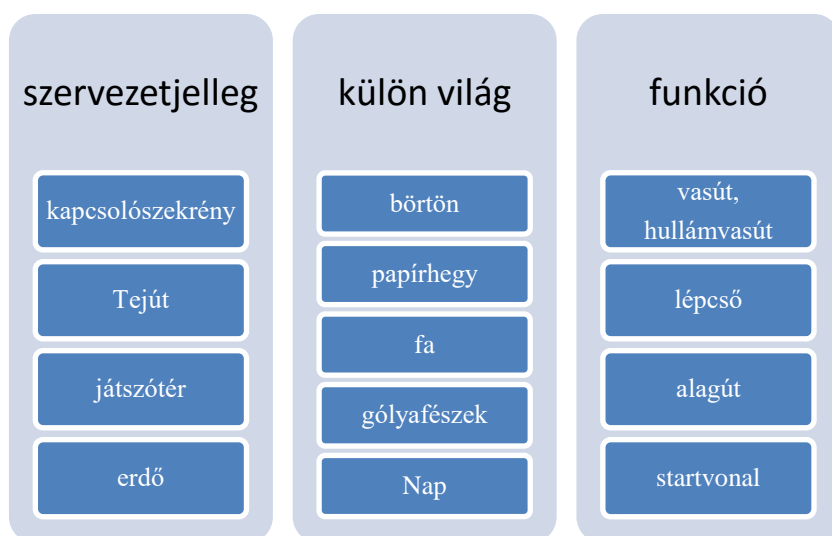 szervezetjelleg
kapcsolószekrény
Tejút
játszótér
erdő
külön világ
börtön
papírhegy
fa
gólyafészek
Nap
funkció
vasút,
hullámvasút
lépcső
alagút
startvonal